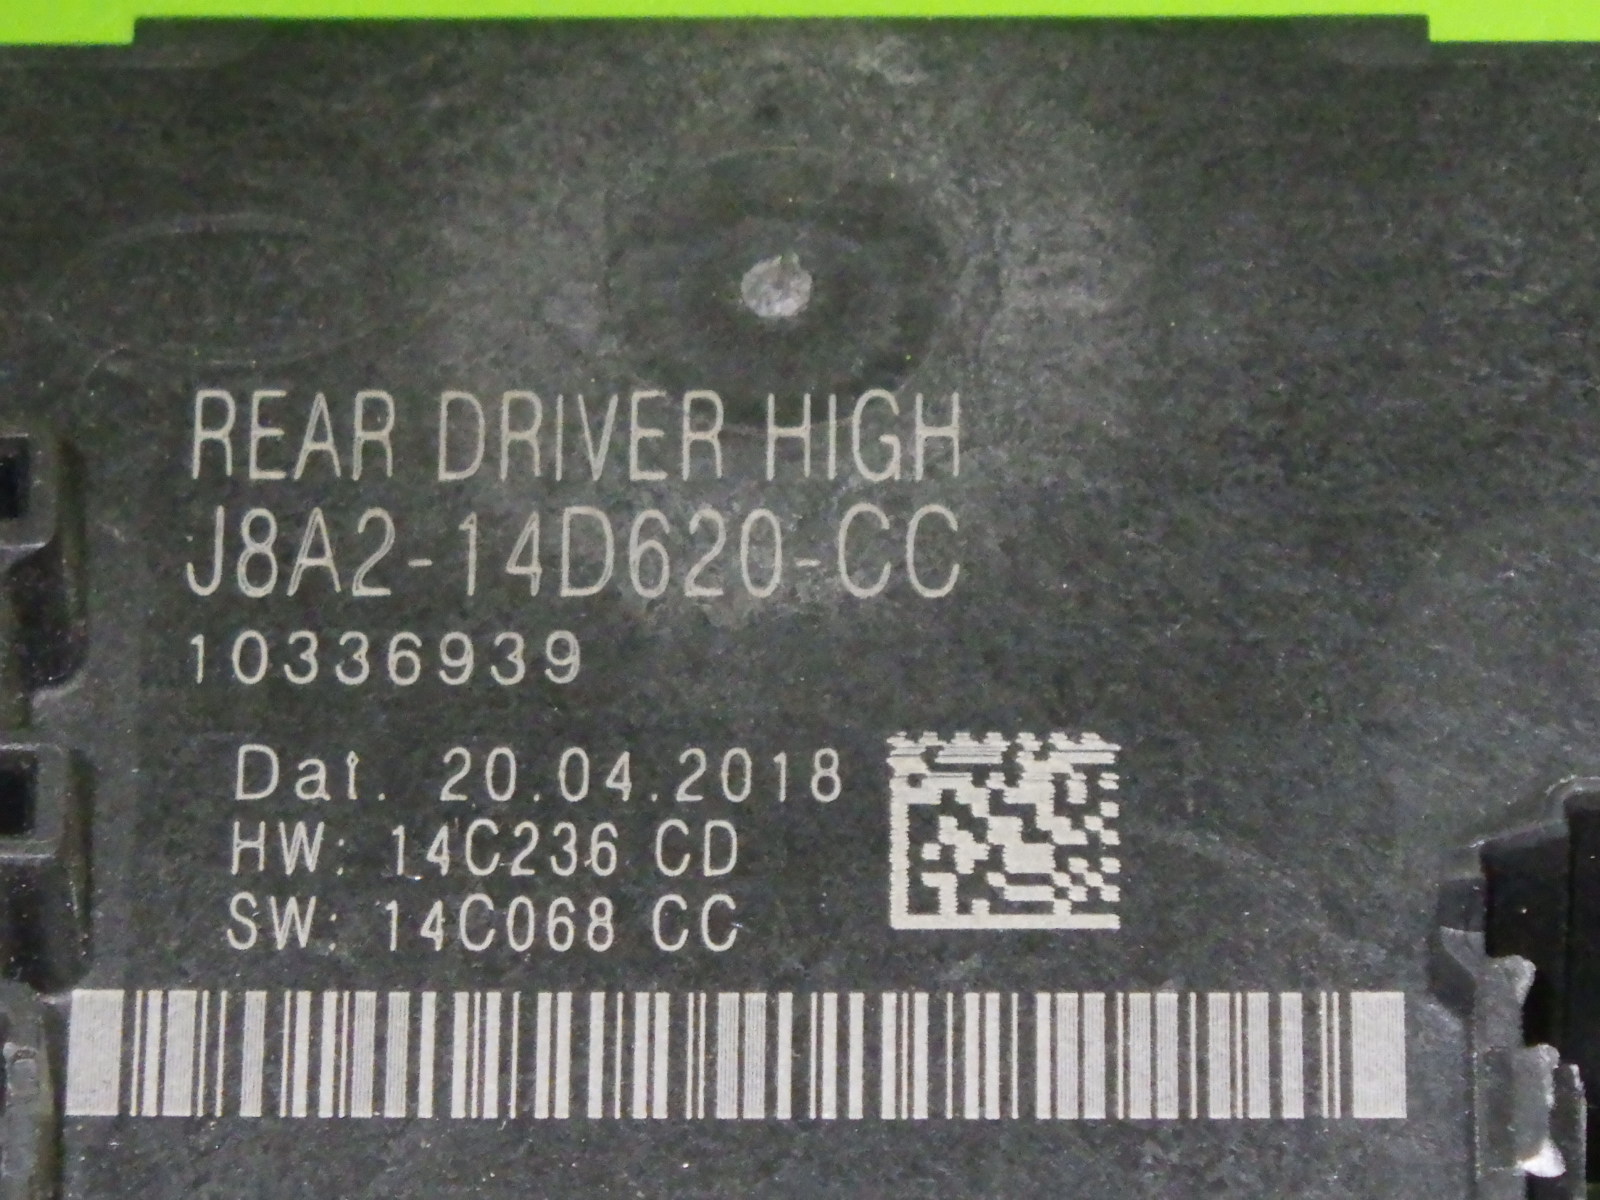 REAR DRIVER HIGH
J8A2-14D620-CC
10336939
Dat. 20.04.2018
HW: 14C236 CD
SW: 14C068 CC